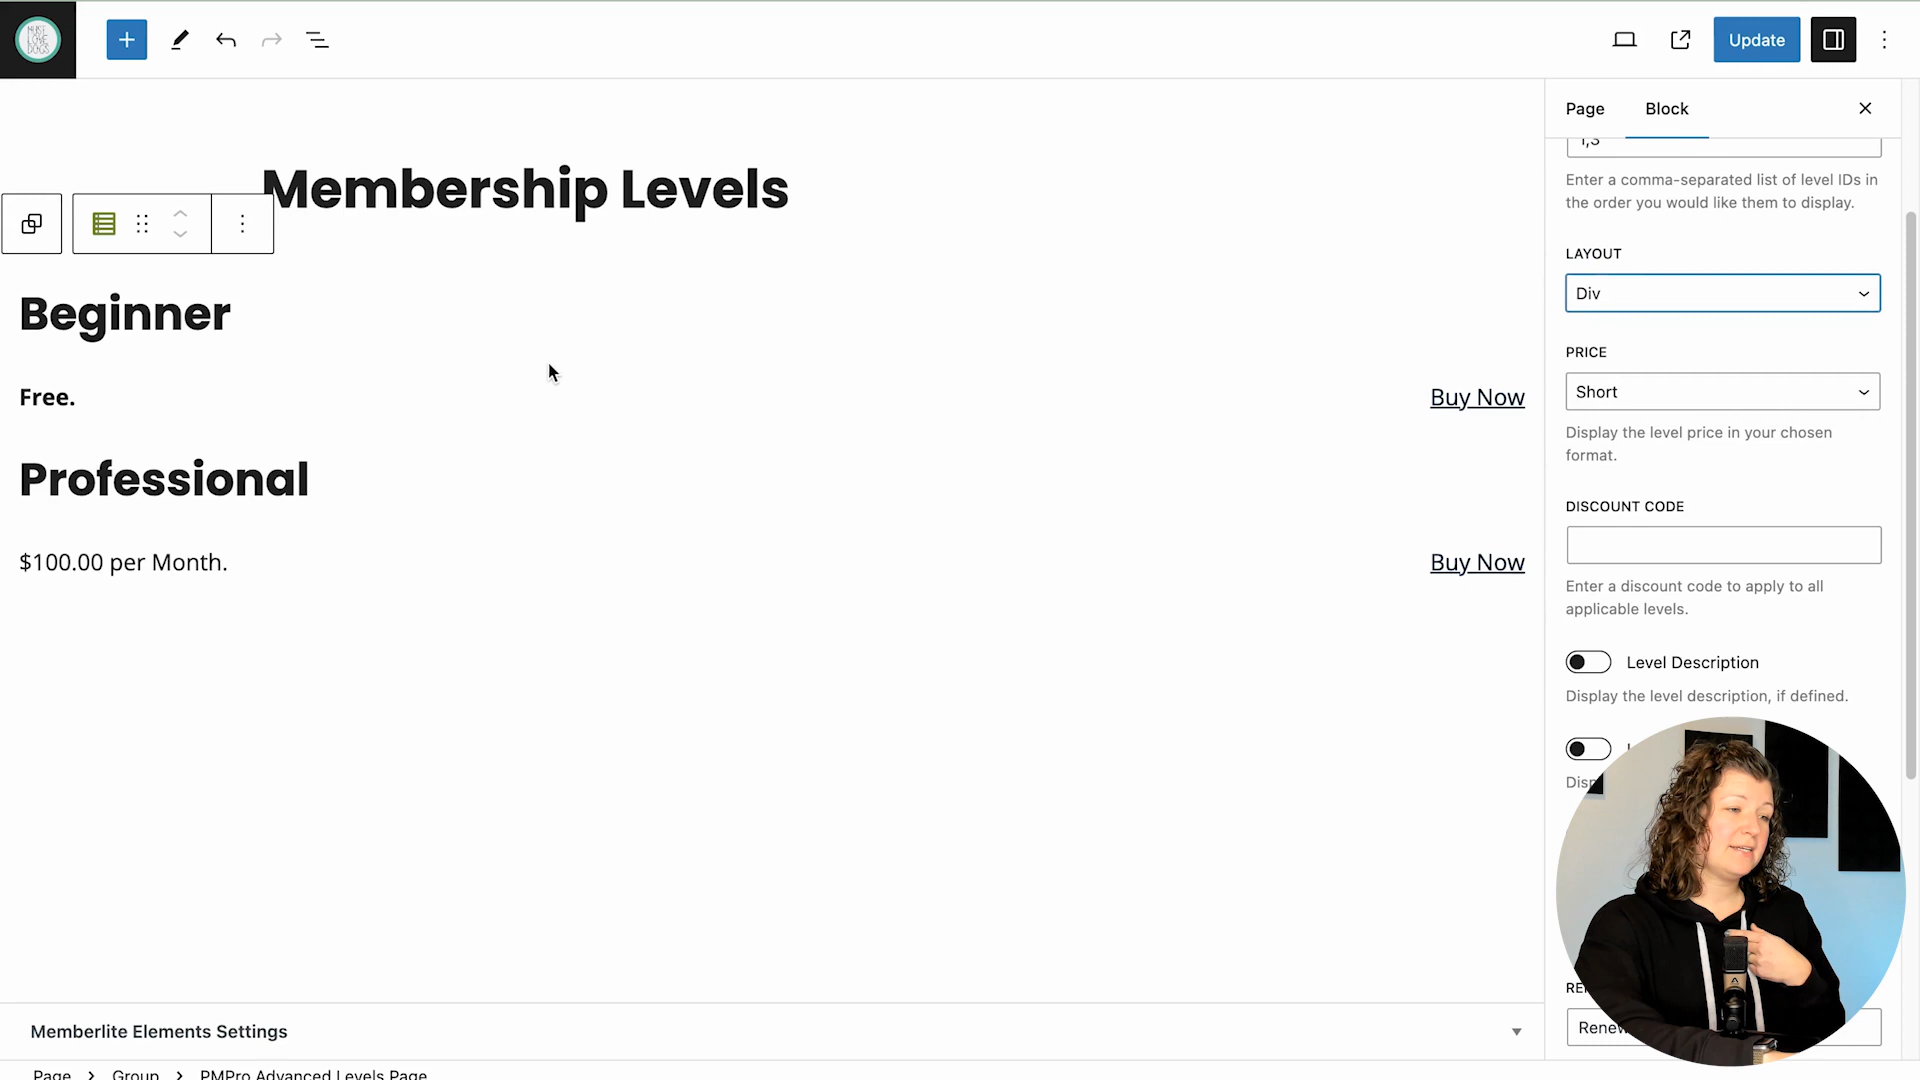 Update
Page
Block
1,3
Enter a comma-separated list of level IDs in
the order you would like them to display.
Membership Levels
LAYOUT
Div
Beginner
PRICE
Short
Free.
Buy Now
Display the level price in your chosen
format.
Professional
DISCOUNT CODE
$100.00 per Month.
Buy Now
Enter a discount code to apply to all
applicable levels.
Level Description
Display the level description, if defined.
Memberlite Elements Settings
Page > Group > PMPro Advanced Levels Page